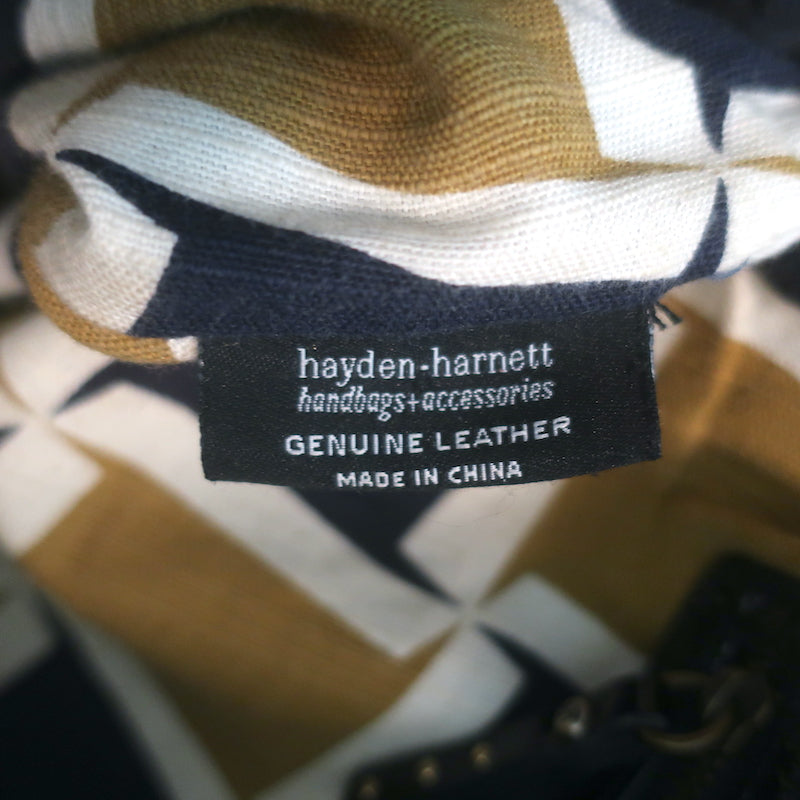 hayden-harnett
handbags+accessories
GENUINE LEATHER
MADE IN CHINA